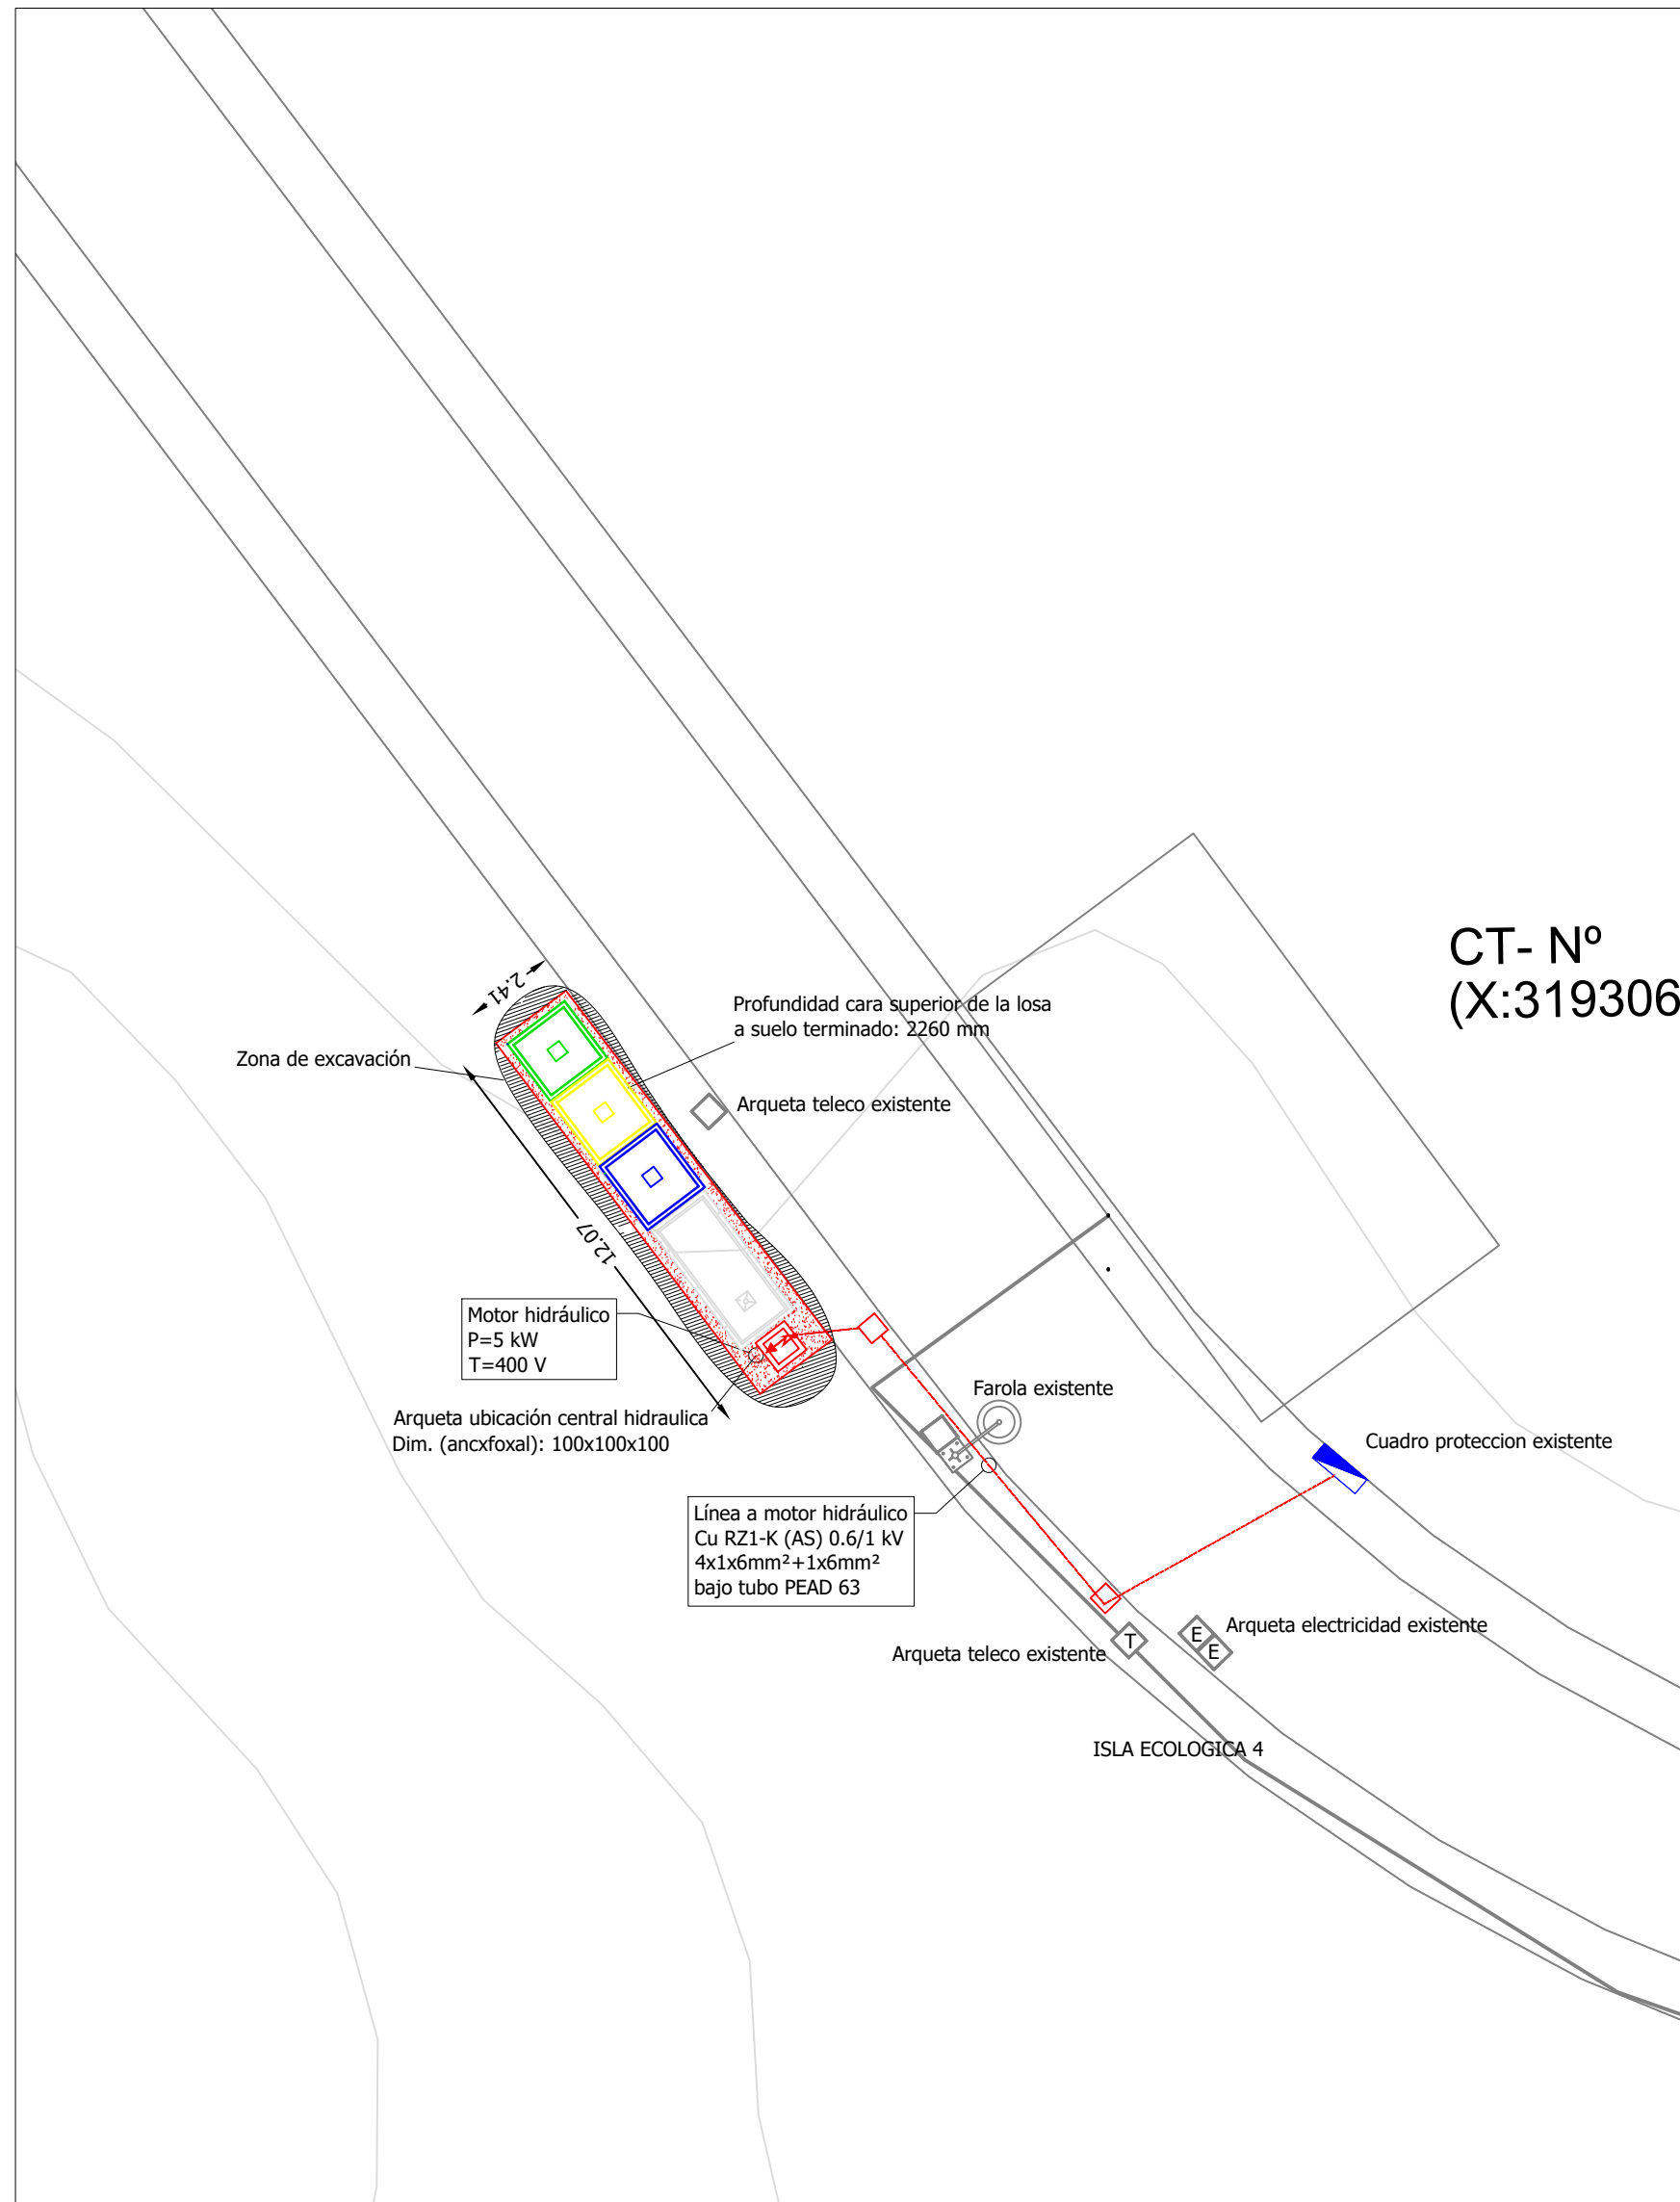 CT- Nº
(X:319306
2.41
Profundidad cara superior de la losa
a suelo terminado: 2260 mm
Zona de excavación
Arqueta teleco existente
12.07
Motor hidráulico
P=5 kW
T=400 V
Farola existente
Arqueta ubicación central hidraulica
Dim. (ancxfoxal): 100x100x100
Cuadro proteccion existente
Línea a motor hidráulico
Cu RZ1-K (AS) 0.6/1 kV
4x1x6mm²+1x6mm²
bajo tubo PEAD 63
Arqueta electricidad existente
E
E
T
Arqueta teleco existente
ISLA ECOLOGICA 4